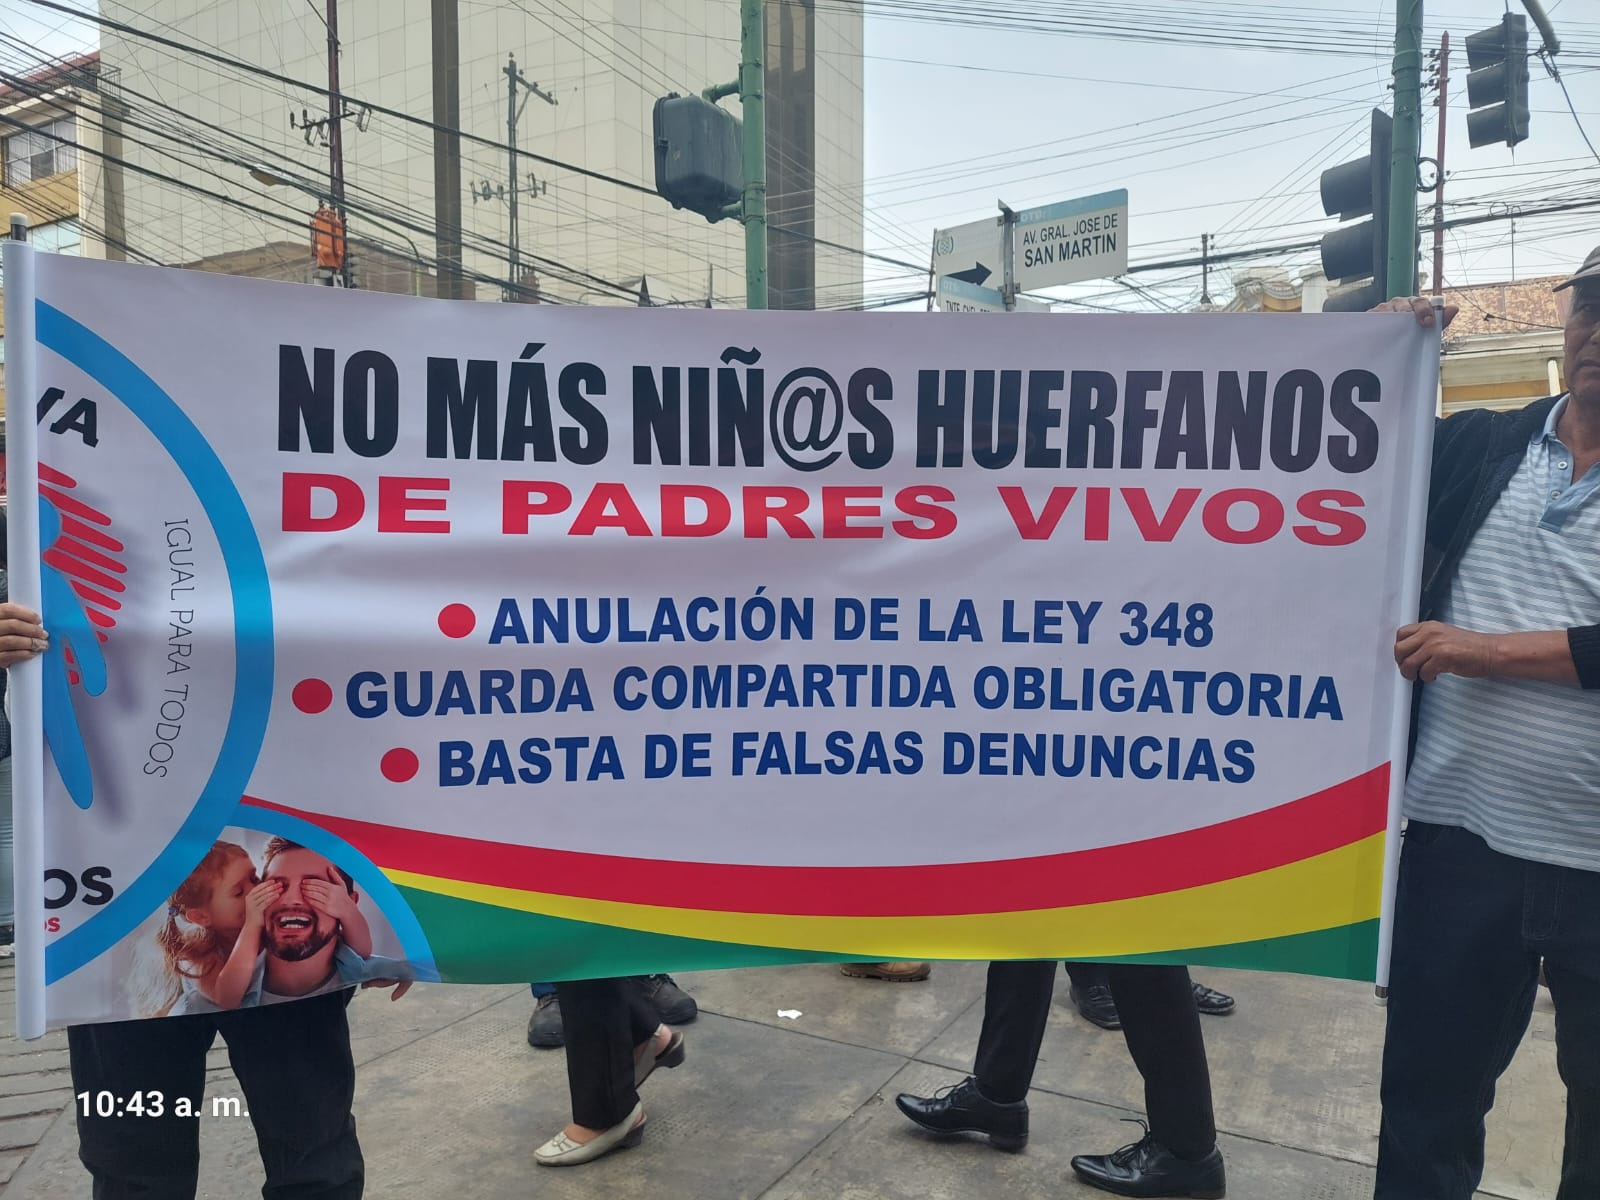 AV. GRAL. JOSE DE
SAN MARTIN
NO MÁS NIÑ@S HUERFANOS
DE PADRES VIVOS
IGUAL PARA TODOS
ANULACIÓN DE LA LEY 348
GUARDA COMPARTIDA OBLIGATORIA
BASTA DE FALSAS DENUNCIAS
10:43 a. m.